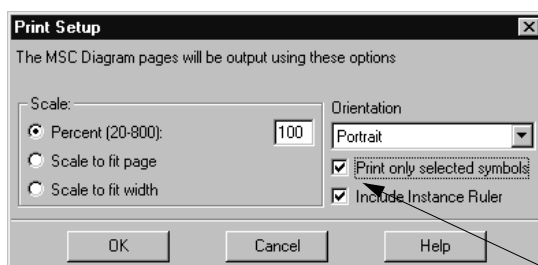 Print Setup
The MSC Diagram pages will be output using these options
Scale:
Percent (20-800): 100
Scale to fit page
Scale to fit width
Orientation
Portrait
Print only selected symbols
Include Instance Ruler
OK Cancel Help